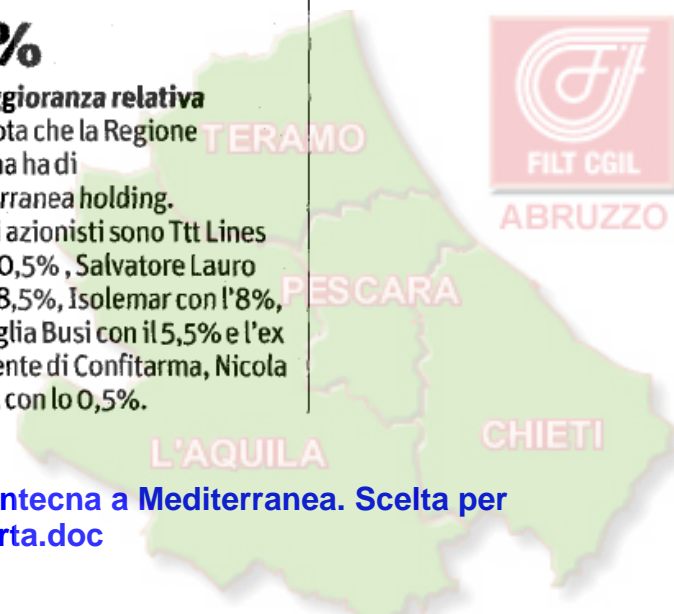 %
gioranza relativa
ota che la Regione
na ha di
rranea holding.
i azionisti sono Ttt Lines
0,5% , Salvatore Lauro
8,5%, Isolemar con l'8%,
glia Busi con il 5,5% e l'ex
ente di Confitarma, Nicola
con lo 0,5%.
TERAMO
FILT CGIL
ABRUZZO
PESCARA
CHIETI
L'AQUILA
ntecna a Mediterranea. Scelta per
rta.doc